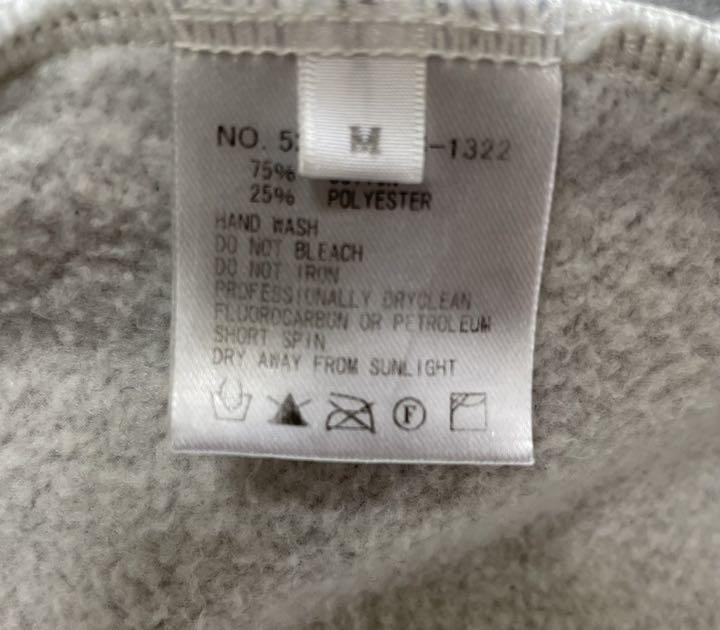 M
NO. 5 -1322
75%
25% POLYESTER
HAND WASH
DO NOT BLEACH
DO NOT IRON
PROFESSIONALLY DRYCLEAN
FLUOROCARBON OR PETROLEUM
SHORT SPIN
DRY AWAY FROM SUNLIGHT
F